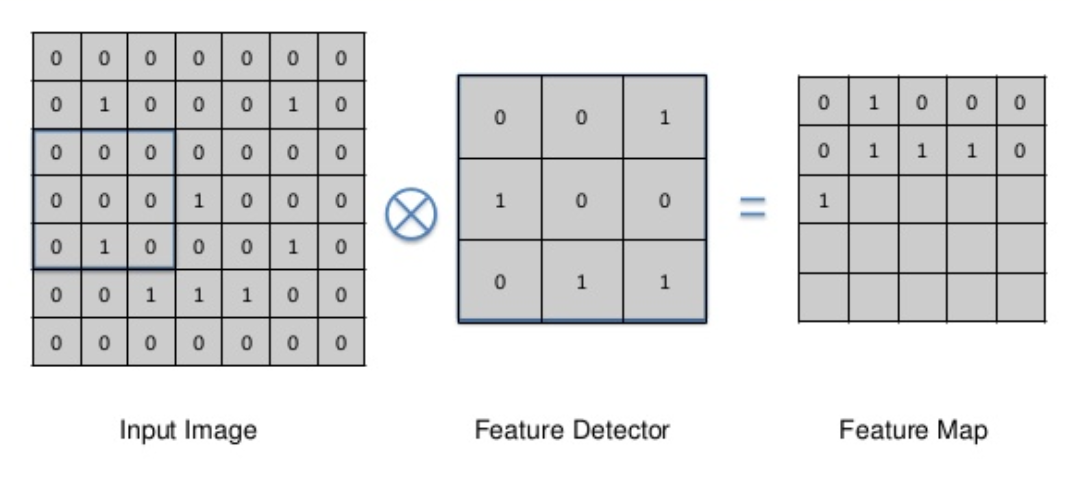 0 0 0 0 0 0 0
0 1 0 0 0 1 0
0 0 0 0 0 0 0
0 0 0 1 0 0 0
0 1 0 0 0 1 0
0 0 1 1 1 0 0
0 0 0 0 0 0 0
Input Image
0 0 1
1 0 0
0 1 1
Feature Detector
=
0 1 0 0 0
0 1 1 1 0
1
Feature Map